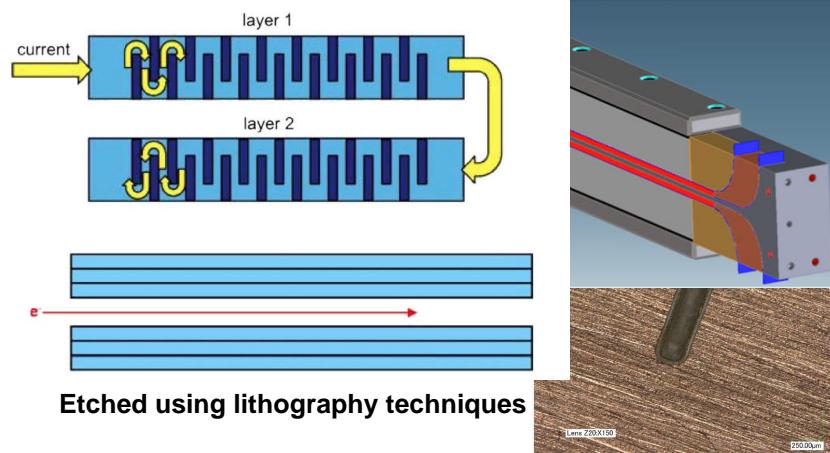 layer 1
current
layer 2
e-
Etched using lithography techniques
Lens Z20:X150
250.00μm